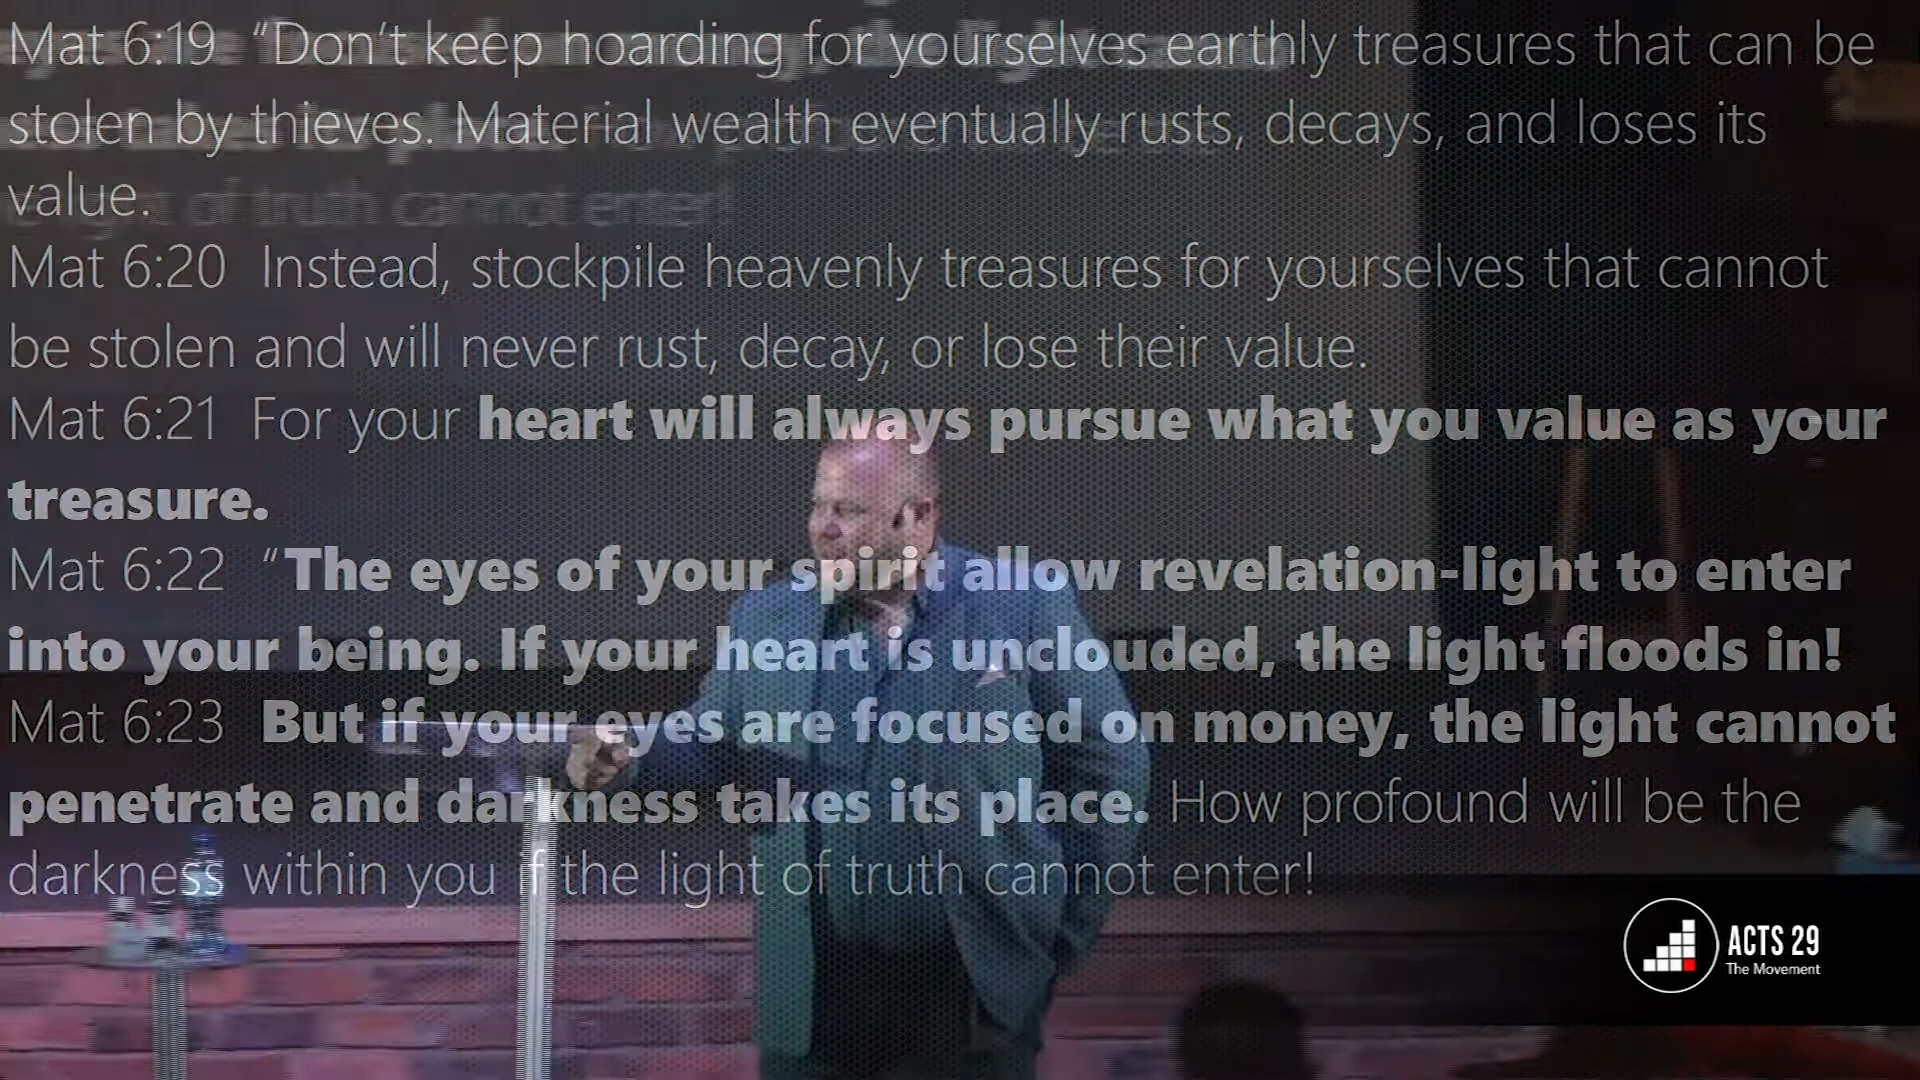 Mat 6:19 “Don’t keep hoarding for yourselves earthly treasures that can be
stolen by thieves. Material wealth eventually rusts, decays, and loses its
value.
Mat 6:20 Instead, stockpile heavenly treasures for yourselves that cannot
be stolen and will never rust, decay, or lose their value.
Mat 6:21 For your heart will always pursue what you value as your
treasure.
Mat 6:22 “The eyes of your spirit allow revelation-light to enter
into your being. If your heart is unclouded, the light floods in!
Mat 6:23 But if your eyes are focused on money, the light cannot
penetrate and darkness takes its place. How profound will be the
darkness within you if the light of truth cannot enter!
of truth cannot enter
ACTS 29
The Movement